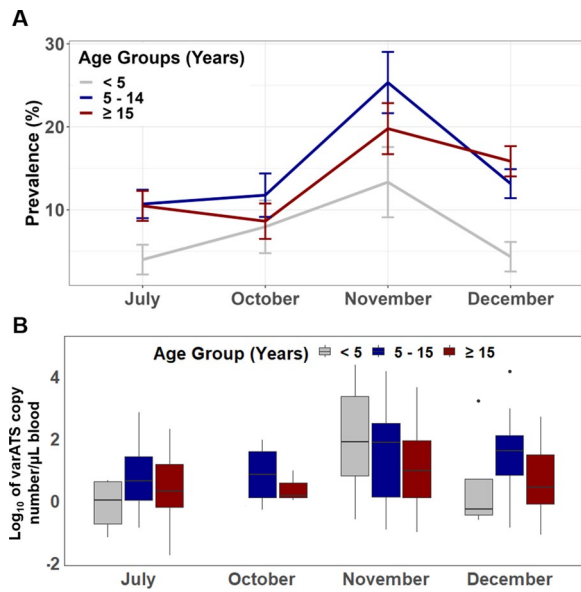 A
Age Groups (Years)
< 5
5 - 14
≥ 15
Prevalence (%)
30
20
10
July October November December
B
Age Group (Years) < 5 5 - 15 ≥ 15
Log10 of varATS copy
number/µL blood
4
2
0
-2
July October November December